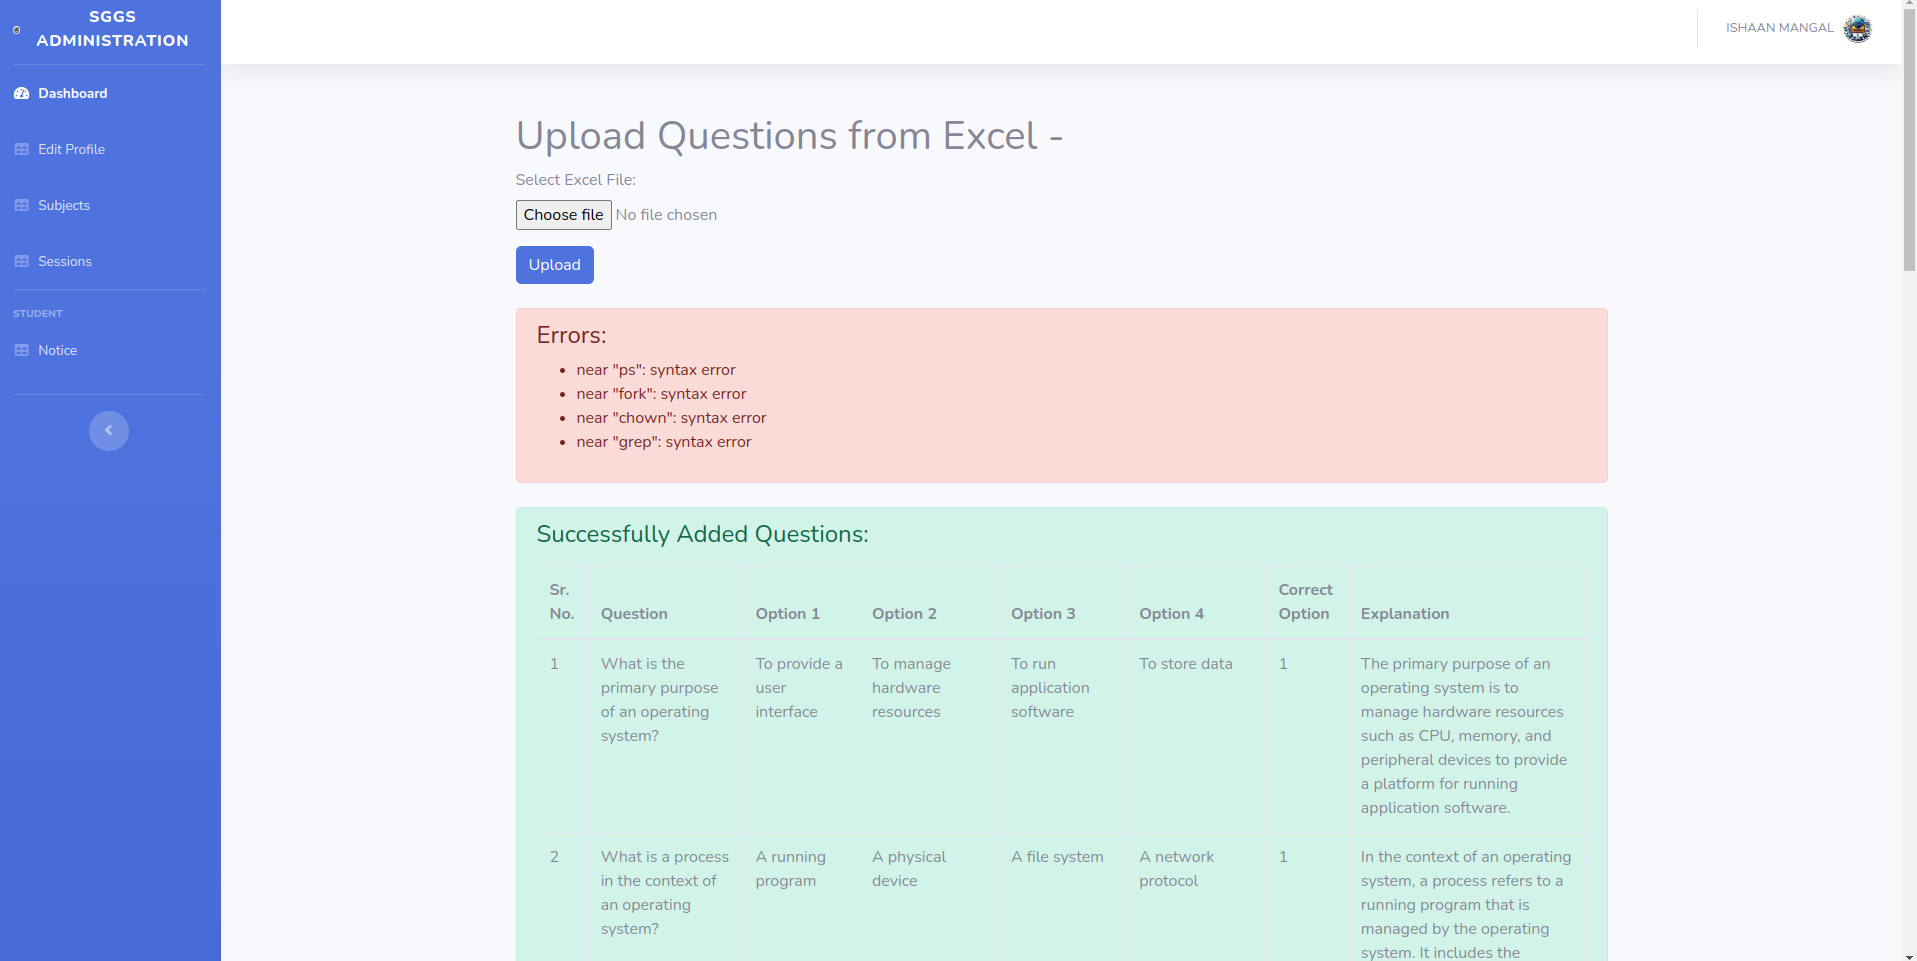 SGGS
ADMINISTRATION
Dashboard
Edit Profile
Subjects
Sessions
STUDENT
Notice
ISHAAN MANGAL
Upload Questions from Excel -
Select Excel File:
Choose file No file chosen
Upload
Errors:
near "ps": syntax error
near "fork": syntax error
near "chown": syntax error
near "grep": syntax error
Successfully Added Questions:
Sr. No. Question Option 1 Option 2 Option 3 Option 4 Correct Option Explanation
1
What is the
primary purpose
of an operating
system?
To provide a
user
interface
To manage
hardware
resources
To run
application
software
To store data
1
The primary purpose of an
operating system is to
manage hardware resources
such as CPU, memory, and
peripheral devices to provide
a platform for running
application software.
2
What is a process
in the context of
an operating
system?
A running
program
A physical
device
A file system
A network
protocol
1
In the context of an operating
system, a process refers to a
running program that is
managed by the operating
system. It includes the